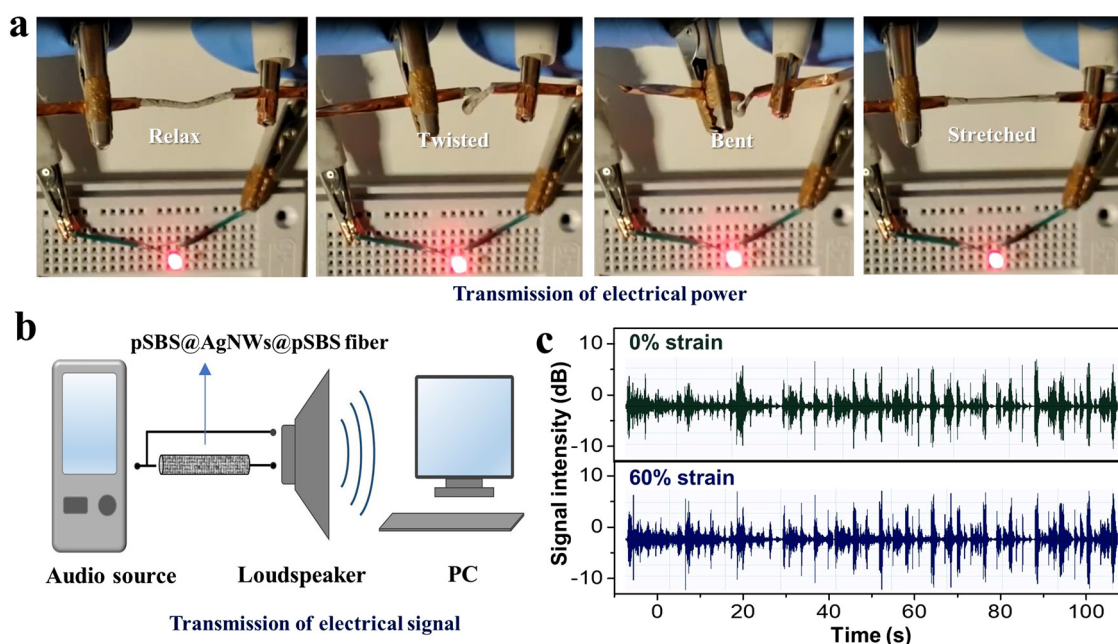 a
Relax
Twisted
Bent
Stretched
Transmission of electrical power
b
pSBS@AgNWs@pSBS fiber
Audio source
Loudspeaker
PC
Transmission of electrical signal
c
Signal intensity (dB)
10
0
-10
0% strain
10
0
-10
60% strain
0 20 40 60 80 100
Time (s)